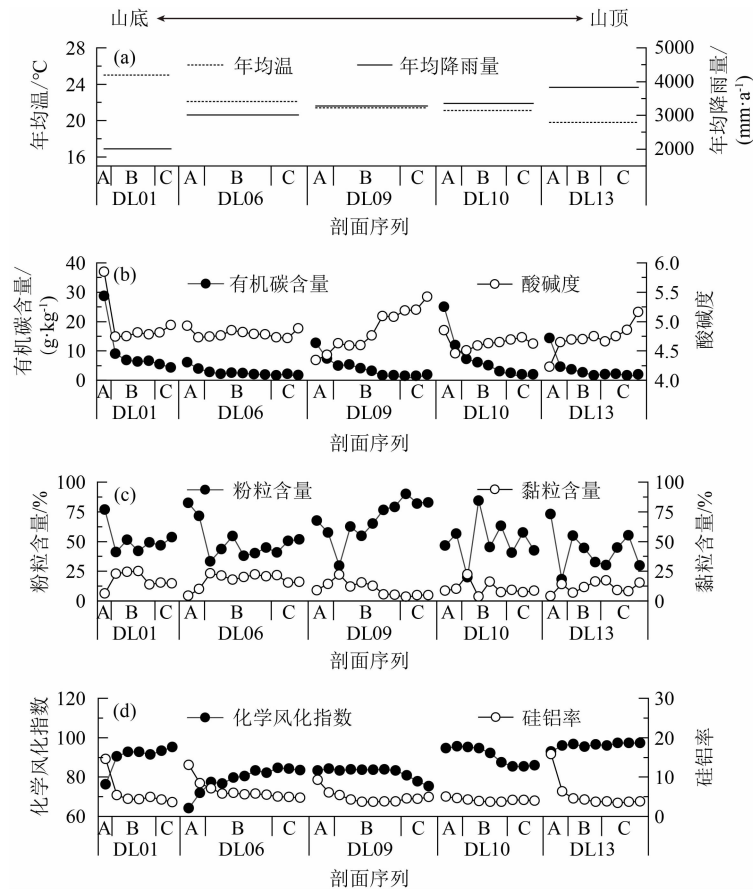 山底 山顶
(a) 年均温 年均降雨量
年均温/℃
28
24
20
16
年均降雨量/
(mm·a⁻¹)
5000
4000
3000
2000
A B C A B C A B C A B C A B C
DL01 DL06 DL09 DL10 DL13
剖面序列
(b) 有机碳含量 酸碱度
有机碳含量/
(g·kg⁻¹)
40
30
20
10
0
酸碱度
6.0
5.5
5.0
4.5
4.0
A B C A B C A B C A B C A B C
DL01 DL06 DL09 DL10 DL13
剖面序列
(c) 粉粒含量 黏粒含量
粉粒含量/%
100
75
50
25
0
黏粒含量/%
100
75
50
25
0
A B C A B C A B C A B C A B C
DL01 DL06 DL09 DL10 DL13
剖面序列
(d) 化学风化指数 硅铝率
化学风化指数
120
100
80
60
硅铝率
30
20
10
0
A B C A B C A B C A B C A B C
DL01 DL06 DL09 DL10 DL13
剖面序列